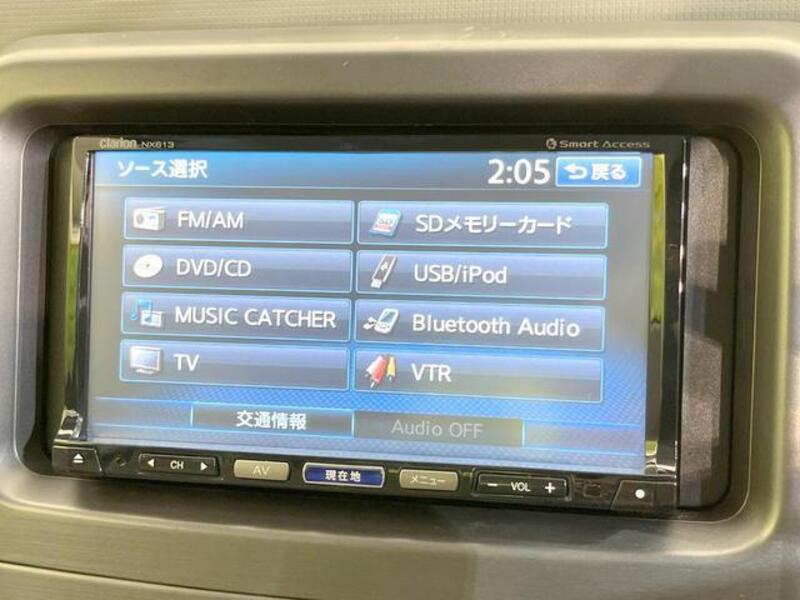 clarion NX613
Smart Access
ソース選択 2:05 戻る
FM/AM SDメモリーカード
DVD/CD USB/iPod
MUSIC CATCHER Bluetooth Audio
TV VTR
交通情報 Audio OFF
CH AV 現在地 メニュー − VOL +